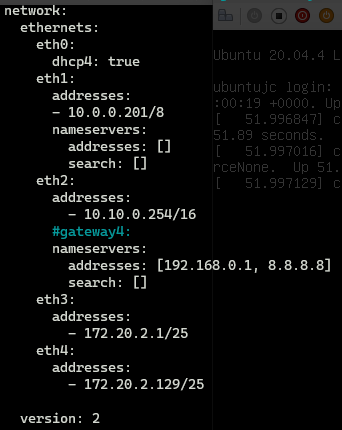 network:
  ethernets:
    eth0:
      dhcp4: true
    eth1:
      addresses:
      - 10.0.0.201/8
      nameservers:
        addresses: []
        search: []
    eth2:
      addresses:
        - 10.10.0.254/16
      #gateway4:
      nameservers:
        addresses: [192.168.0.1, 8.8.8.8]
        search: []
    eth3:
      addresses:
        - 172.20.2.1/25
    eth4:
      addresses:
        - 172.20.2.129/25
  version: 2
Ubuntu 20.04.4 L
ubuntujc login:
:00:19 +0000. Up
[   51.996847] c
51.89 seconds.
[   51.997016] c
rceNone.  Up 51.
[   51.997129] c